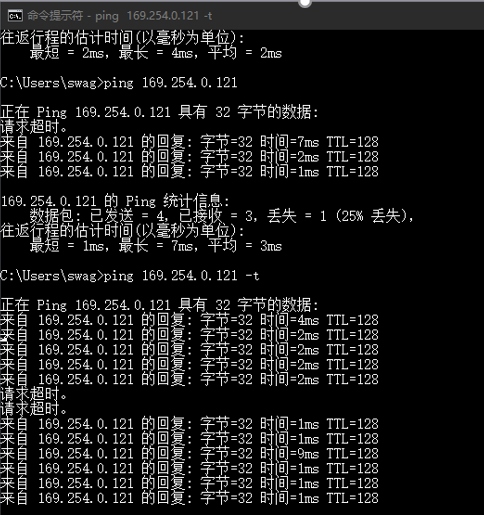 命令提示符 - ping 169.254.0.121 -t
往返行程的估计时间(以毫秒为单位):
最短 = 2ms，最长 = 4ms，平均 = 2ms
C:\Users\swag>ping 169.254.0.121
正在 Ping 169.254.0.121 具有 32 字节的数据:
请求超时。
来自 169.254.0.121 的回复: 字节=32 时间=7ms TTL=128
来自 169.254.0.121 的回复: 字节=32 时间=2ms TTL=128
来自 169.254.0.121 的回复: 字节=32 时间=1ms TTL=128
169.254.0.121 的 Ping 统计信息:
数据包: 已发送 = 4，已接收 = 3，丢失 = 1 (25% 丢失)，
往返行程的估计时间(以毫秒为单位):
最短 = 1ms，最长 = 7ms，平均 = 3ms
C:\Users\swag>ping 169.254.0.121 -t
正在 Ping 169.254.0.121 具有 32 字节的数据:
来自 169.254.0.121 的回复: 字节=32 时间=4ms TTL=128
来自 169.254.0.121 的回复: 字节=32 时间=2ms TTL=128
来自 169.254.0.121 的回复: 字节=32 时间=2ms TTL=128
来自 169.254.0.121 的回复: 字节=32 时间=2ms TTL=128
来自 169.254.0.121 的回复: 字节=32 时间=2ms TTL=128
请求超时。
请求超时。
来自 169.254.0.121 的回复: 字节=32 时间=1ms TTL=128
来自 169.254.0.121 的回复: 字节=32 时间=1ms TTL=128
来自 169.254.0.121 的回复: 字节=32 时间=9ms TTL=128
来自 169.254.0.121 的回复: 字节=32 时间=1ms TTL=128
来自 169.254.0.121 的回复: 字节=32 时间=1ms TTL=128
来自 169.254.0.121 的回复: 字节=32 时间=1ms TTL=128